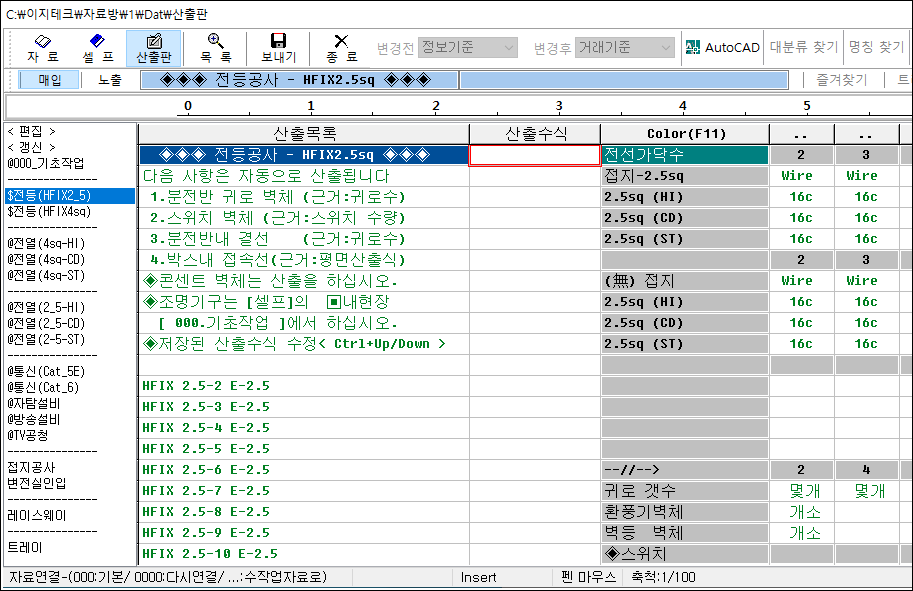 C:₩이지테크₩자료방₩1₩Dat₩산출판
자 료 셀 프 산출판 목 록 보내기 종 료 변경전 정보기준 변경후 거래기준 AutoCAD 대분류 찾기 명칭 찾기
매입 노출 ◈◈◈ 전등공사 - HFIX2.5sq ◈◈◈ 즐겨찾기 트
0 1 2 3 4 5
< 편집 >
< 갱신 >
@000_기초작업
---------------
$전등(HFIX2_5)
$전등(HFIX4sq)
---------------
@전열(4sq-HI)
@전열(4sq-CD)
@전열(4sq-ST)
---------------
@전열(2_5-HI)
@전열(2_5-CD)
@전열(2-5-ST)
---------------
@통신(Cat_5E)
@통신(Cat_6)
@자탐설비
@방송설비
@TV공청
---------------
접지공사
변전실인입
---------------
레이스웨이
---------------
트레이
산출목록 산출수식 Color(F11) .. ..
◈◈◈ 전등공사 - HFIX2.5sq ◈◈◈ 전선가닥수 2 3
다음 사항은 자동으로 산출됩니다 접지-2.5sq Wire Wire
1.분전반 귀로 벽체 (근거:귀로수) 2.5sq (HI) 16c 16c
2.스위치 벽체 (근거:스위치 수량) 2.5sq (CD) 16c 16c
3.분전반내 결선 (근거:귀로수) 2.5sq (ST) 16c 16c
4.박스내 접속선(근거:평면산출식) 2 3
◈콘센트 벽체는 산출을 하십시오. (無) 접지 Wire Wire
◈조명기구는 [셀프]의 ▣내현장 2.5sq (HI) 16c 16c
[ 000.기초작업 ]에서 하십시오. 2.5sq (CD) 16c 16c
◈저장된 산출수식 수정< Ctrl+Up/Down > 2.5sq (ST) 16c 16c
HFIX 2.5-2 E-2.5
HFIX 2.5-3 E-2.5
HFIX 2.5-4 E-2.5
HFIX 2.5-5 E-2.5
HFIX 2.5-6 E-2.5 --//--> 2 4
HFIX 2.5-7 E-2.5 귀로 갯수 몇개 몇개
HFIX 2.5-8 E-2.5 환풍기벽체 개소
HFIX 2.5-9 E-2.5 벽등 벽체 개소
HFIX 2.5-10 E-2.5 ◈스위치
자료연결-(000:기본/ 0000:다시연결/ ...:수작업자료로) Insert 펜 마우스 축척:1/100